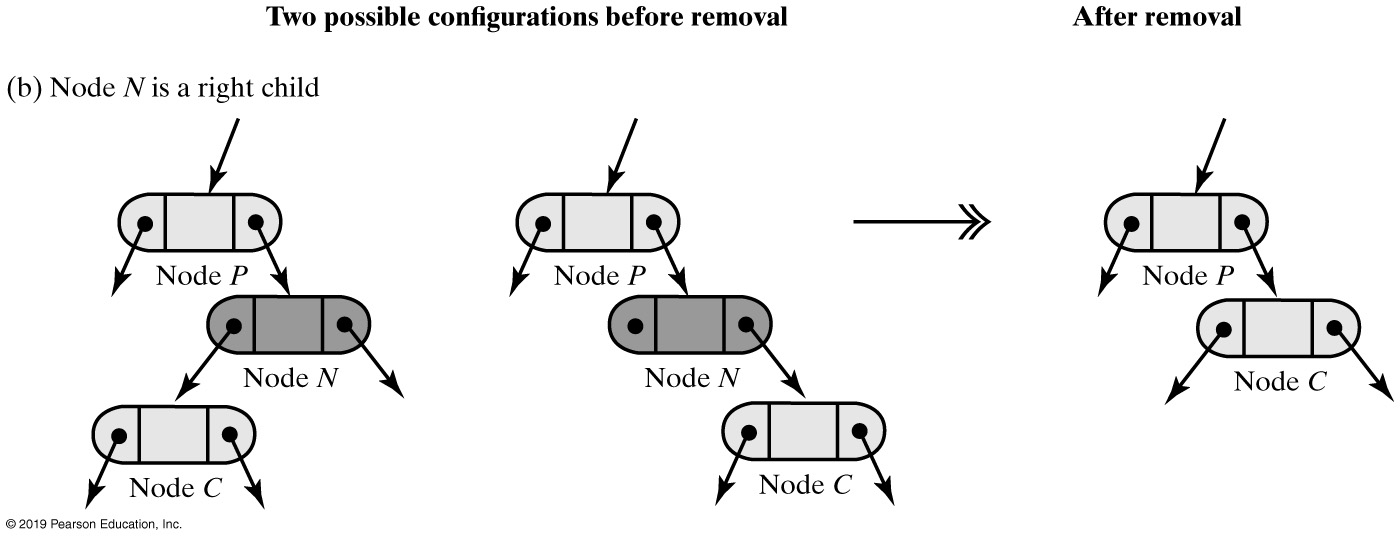 Two possible configurations before removal
After removal
(b) Node N is a right child
Node P
Node P
Node P
Node N
Node N
Node C
Node C
Node C
© 2019 Pearson Education, Inc.